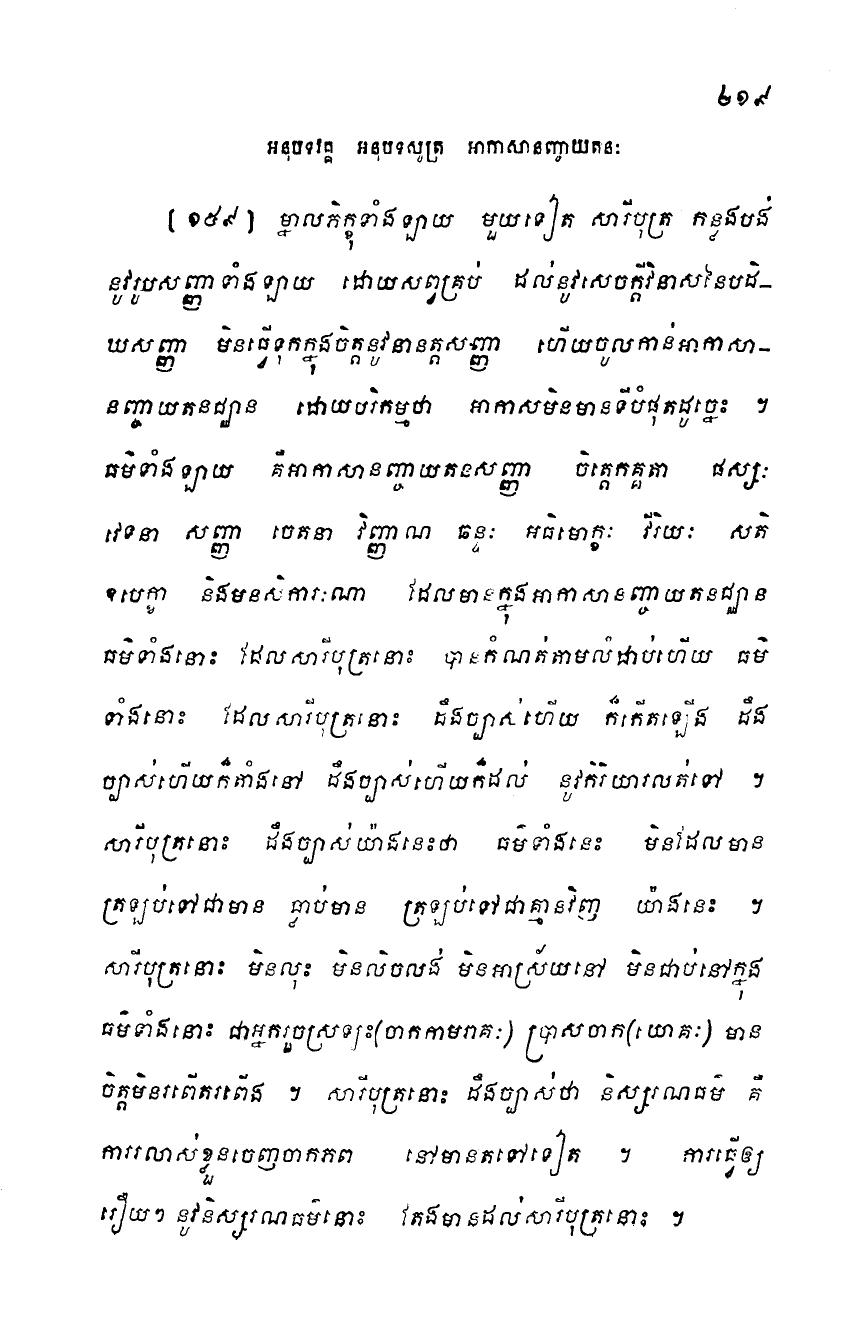 ២១៩
អនុបទវគ្គ អនុបទសូត្រ អាកាសានញ្ចាយតនៈ
[១៥៩] ម្នាលភិក្ខុទាំងឡាយ មួយទៀត សារីបុត្រ កន្លងបង់
នូវរូបសញ្ញាទាំងឡាយ ដោយសព្វគ្រប់ ដល់នូវសេចក្តីវិនាសនៃបដិ-
ឃសញ្ញា មិនធ្វើទុកក្នុងចិត្តនូវនានត្តសញ្ញា ហើយចូលកាន់អាកាសា-
នញ្ចាយតនជ្ឈាន ដោយបរិកម្មថា អាកាសមិនមានទីបំផុតដូច្នេះ ។
ធម៌ទាំងឡាយ គឺអាកាសានញ្ចាយតនសញ្ញា ចិត្តេកគ្គតា ផស្សៈ
វេទនា សញ្ញា ចេតនា វិញ្ញាណ ឆន្ទៈ អធិមោក្ខៈ វីរិយៈ សតិ
ឧបេក្ខា និងមនសិការៈណា ដែលមានក្នុងអាកាសានញ្ចាយតនជ្ឈាន
ធម៌ទាំងនោះ ដែលសារីបុត្រនោះ បានកំណត់តាមលំដាប់ហើយ ធម៌
ទាំងនោះ ដែលសារីបុត្រនោះ ដឹងច្បាស់ហើយ ក៏កើតឡើង ដឹង
ច្បាស់ហើយក៏តាំងនៅ ដឹងច្បាស់ហើយក៏ដល់ នូវកិរិយារលត់ទៅ ។
សារីបុត្រនោះ ដឹងច្បាស់យ៉ាងនេះថា ធម៌ទាំងនេះ មិនដែលមាន
ត្រឡប់ទៅជាមាន ធ្លាប់មាន ត្រឡប់ទៅជាគ្មានវិញ យ៉ាងនេះ ។
សារីបុត្រនោះ មិនលុះ មិនលិចលង់ មិនអាស្រ័យនៅ មិនជាប់នៅក្នុង
ធម៌ទាំងនោះ ជាអ្នករួចស្រឡះ(ចាកកាមរាគៈ) ប្រាសចាក(យោគៈ) មាន
ចិត្តមិនរពើតរពើង ។ សារីបុត្រនោះ ដឹងច្បាស់ថា និស្សរណធម៌ គឺ
ការរលាស់ខ្លួនចេញចាកភព នៅមានតទៅទៀត ។ ការធ្វើឲ្យ
រឿយៗ នូវនិស្សរណធម៌នោះ តែងមានដល់សារីបុត្រនោះ ។